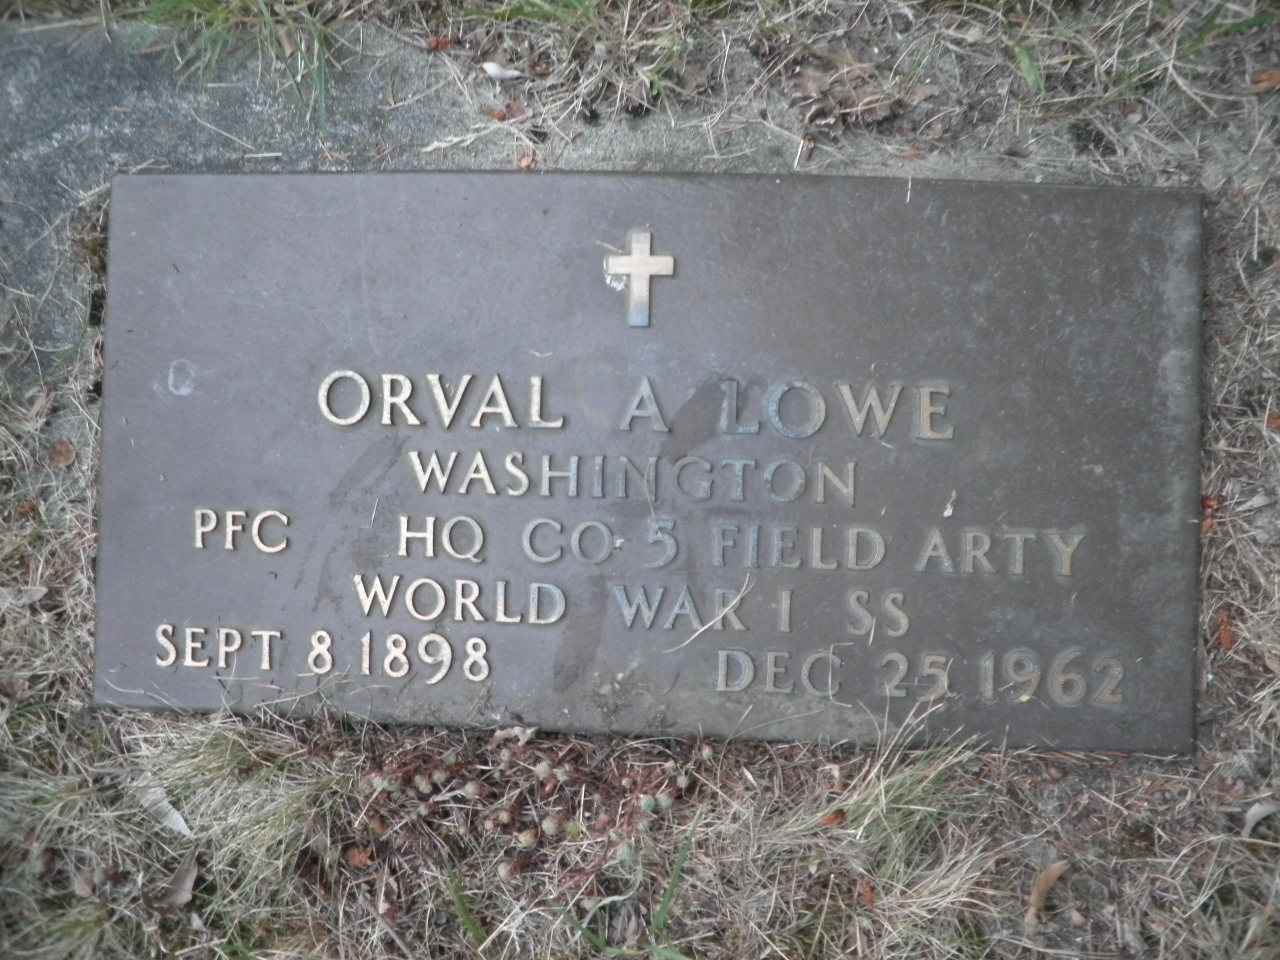 ORVAL A LOWE
WASHINGTON
PFC HQ CO 5 FIELD ARTY
WORLD WAR I SS
SEPT 8 1898 DEC 25 1962